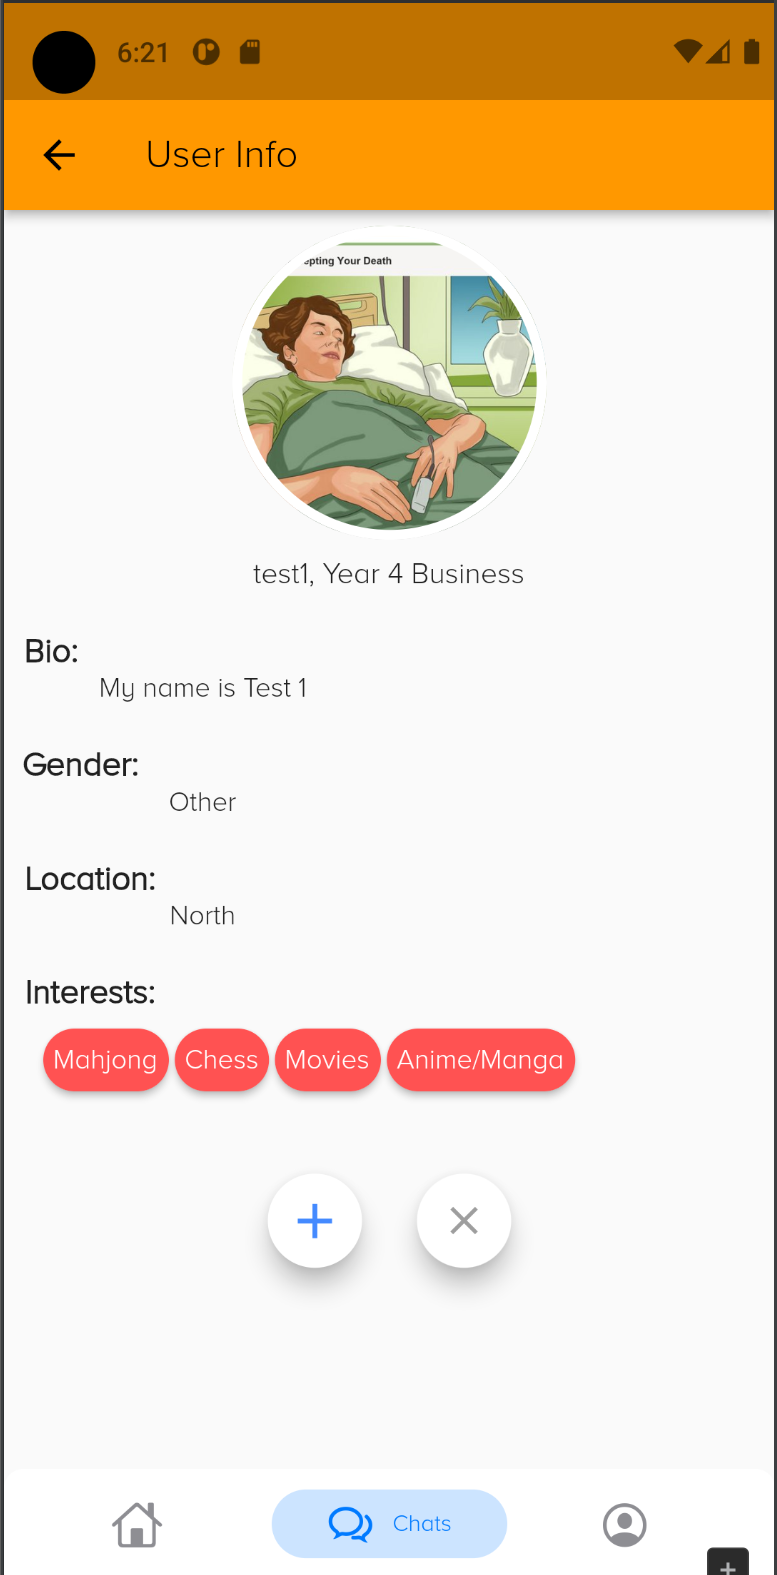 6:21
User Info
epting Your Death
test1, Year 4 Business
Bio:
My name is Test 1
Gender:
Other
Location:
North
Interests:
Mahjong Chess Movies Anime/Manga
Chats